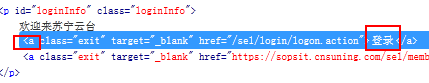 <p id="loginInfo" class="loginInfo">
欢迎来苏宁云台
<a class="exit" target="_blank" href="/sel/login/logon.action">登录</a>
<a class="exit" target="_blank" href="https://sopsit.cnsuning.com/sel/memb
</p>